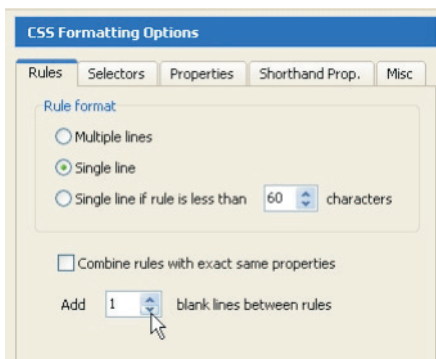 CSS Formatting Options
Rules Selectors Properties Shorthand Prop. Misc
Rule format
Multiple lines
Single line
Single line if rule is less than 60 characters
Combine rules with exact same properties
Add 1 blank lines between rules